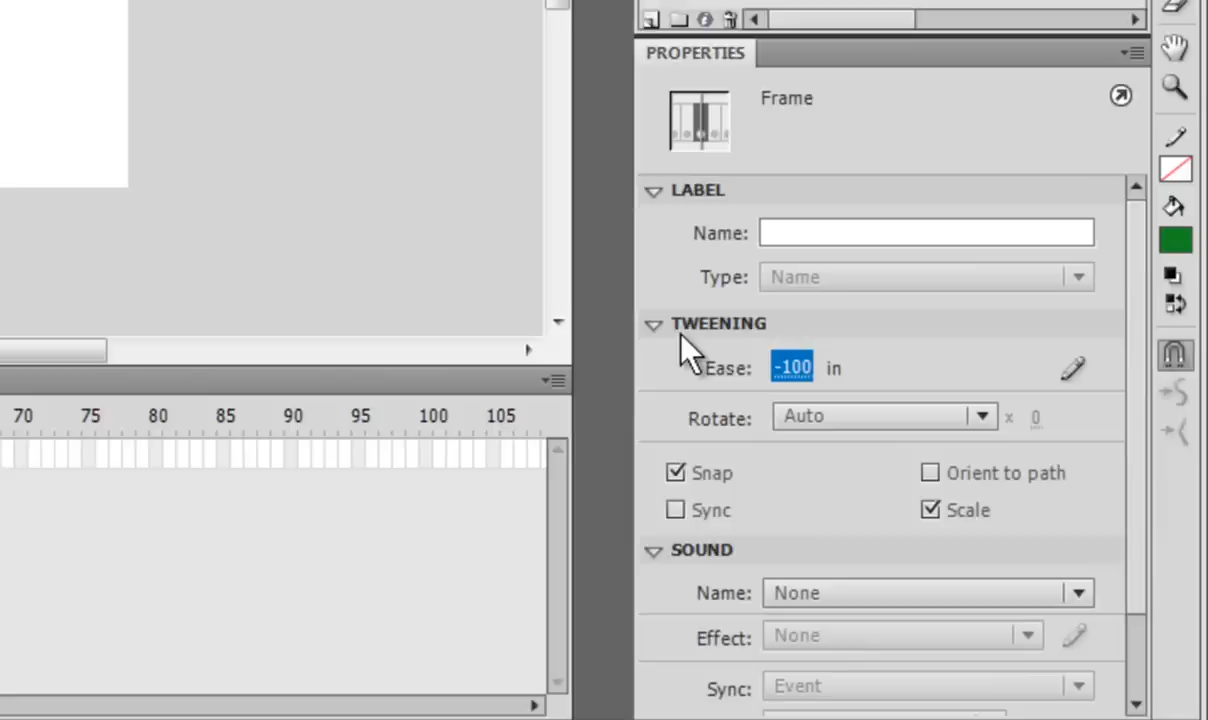 PROPERTIES
Frame
LABEL
Name:
Type: Name
TWEENING
Ease: -100 in
Rotate: Auto x 0
Snap Orient to path
Sync Scale
SOUND
Name: None
Effect: None
Sync: Event
70 75 80 85 90 95 100 105